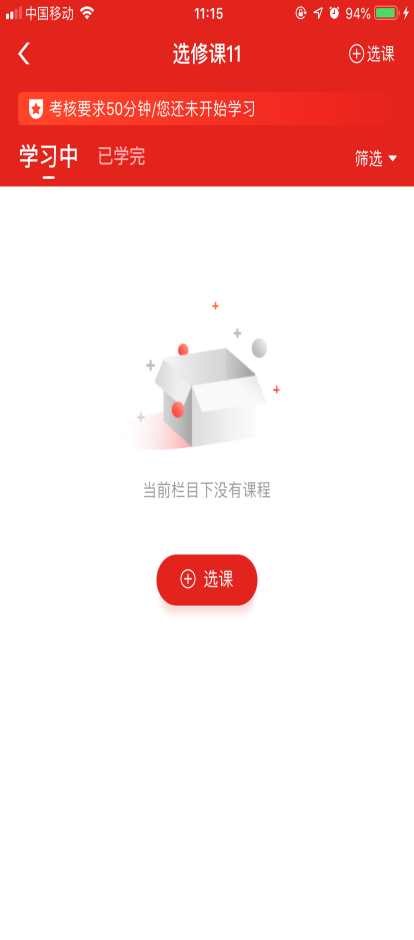 中国移动 11:15 94%
选修课11 选课
考核要求50分钟/您还未开始学习
学习中 已学完 筛选
当前栏目下没有课程
选课